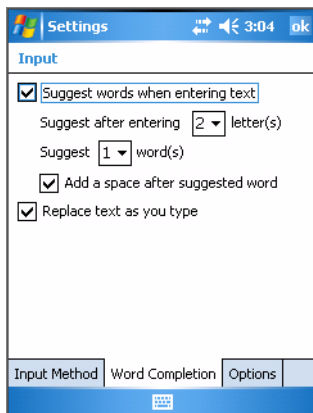 Settings 3:04 ok
Input
Suggest words when entering text
Suggest after entering 2 letter(s)
Suggest 1 word(s)
Add a space after suggested word
Replace text as you type
Input Method Word Completion Options